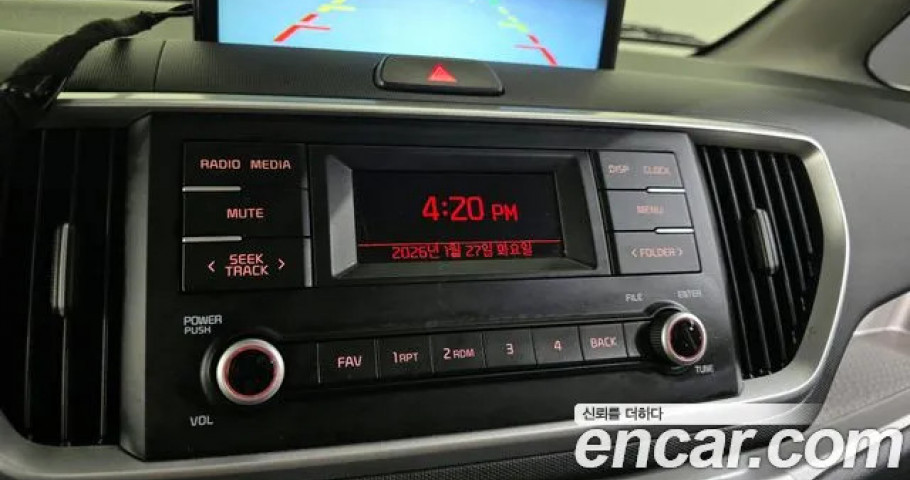 RADIO MEDIA
MUTE
< SEEK TRACK >
4:20 PM
2026년 1월 27일 화요일
DISP CLOCK
MENU
< FOLDER >
POWER
PUSH
VOL
FAV
1 RPT
2 RDM
3
4
BACK
FILE
ENTER
TUNE
신뢰를 더하다
encar.com